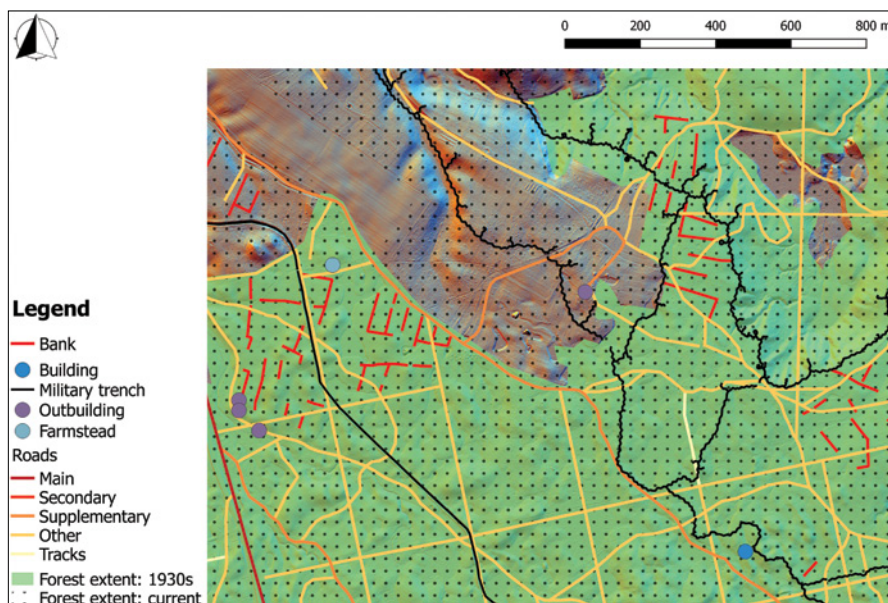 0 200 400 600 800 m
Legend
Bank
Building
Military trench
Outbuilding
Farmstead
Roads
Main
Secondary
Supplementary
Other
Tracks
Forest extent: 1930s
Forest extent: current